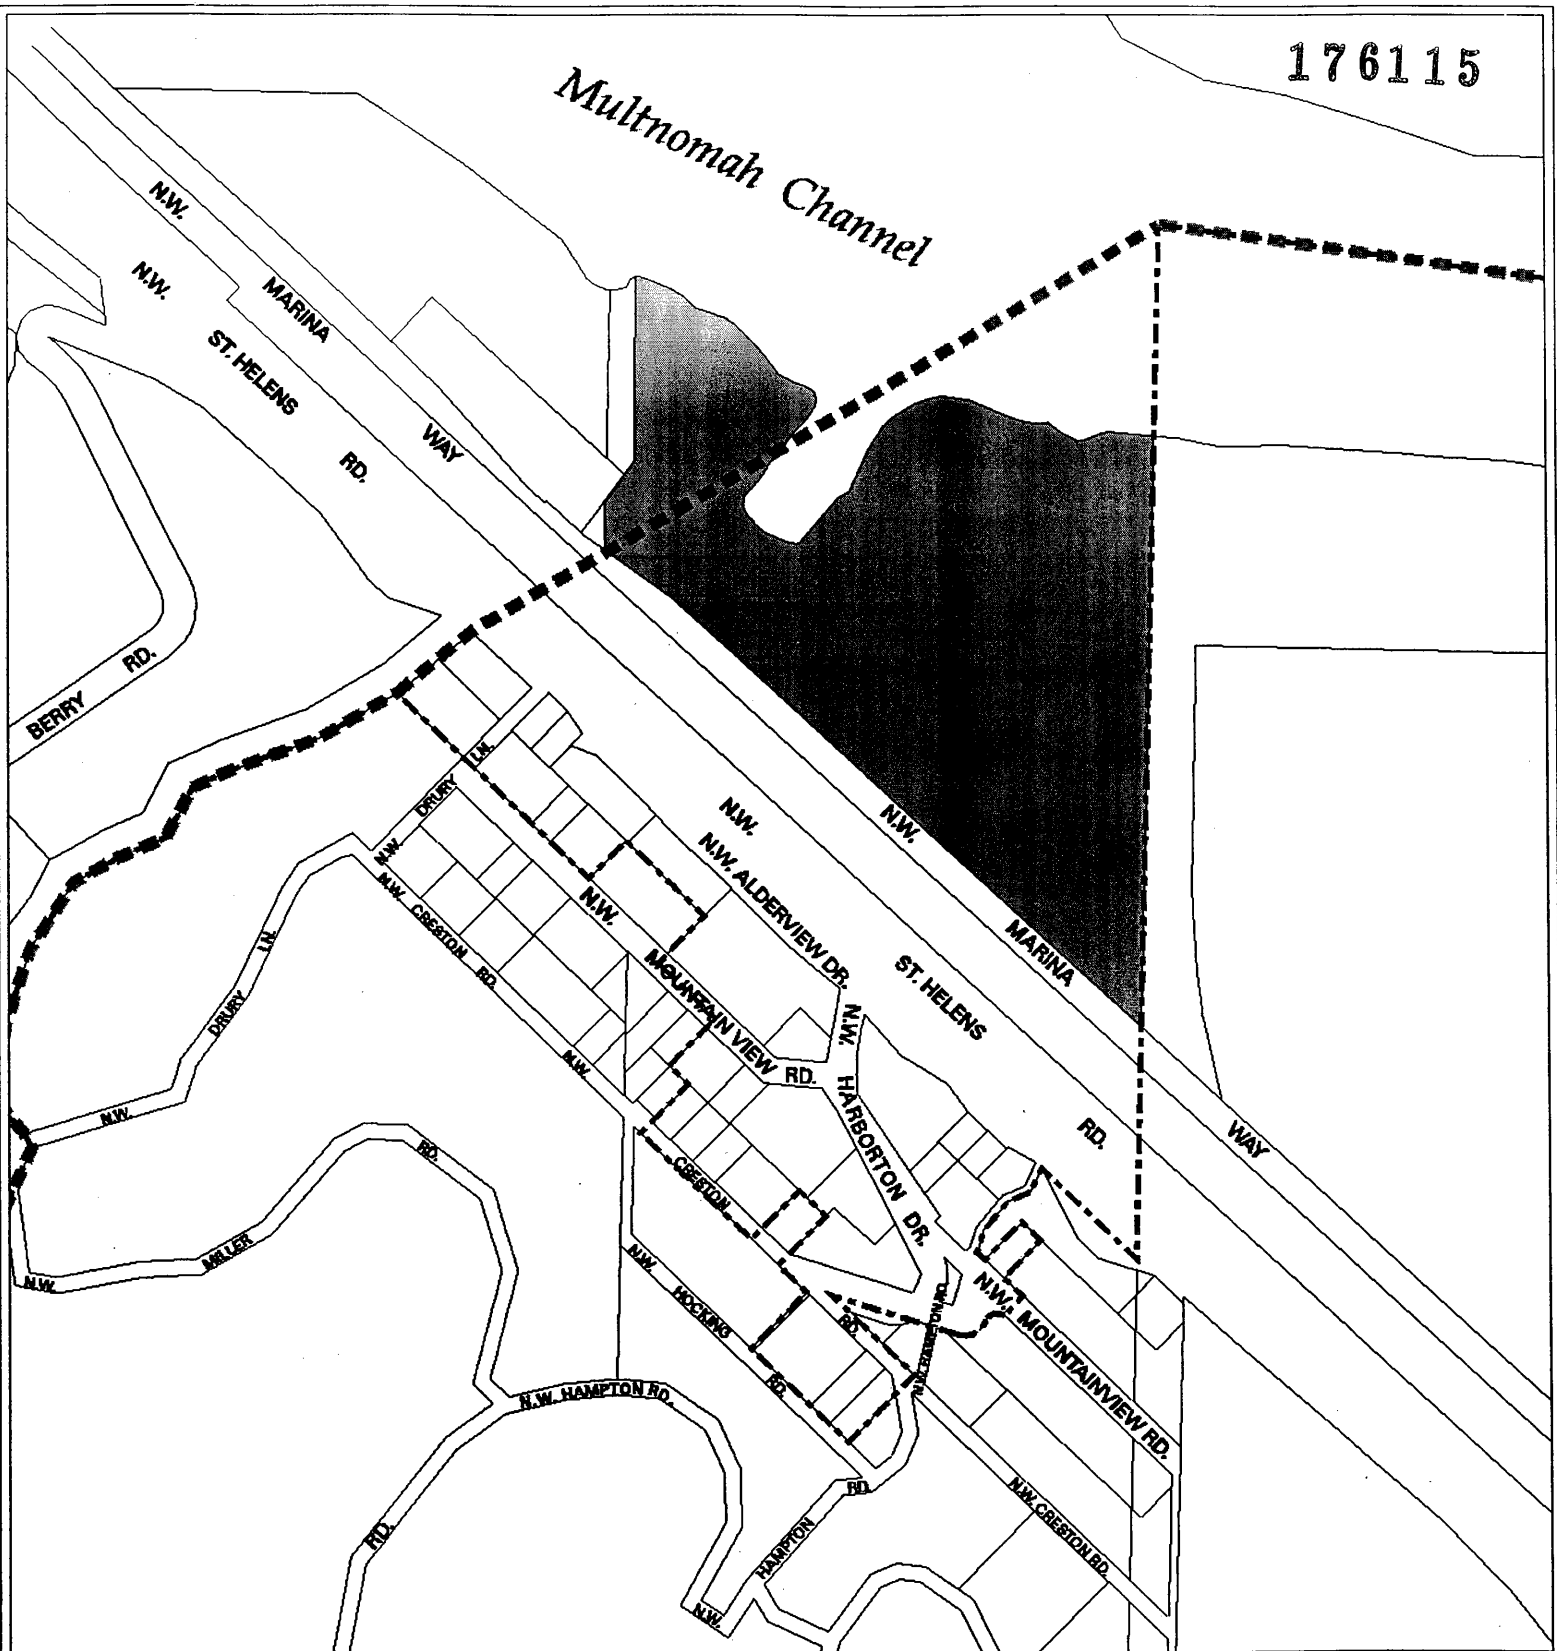 176115
Multnomah Channel
N.W. MARINA WAY
N.W. ST. HELENS RD.
BERRY RD.
N.W. DRURY LN.
N.W. ALDERVIEW DR.
N.W. MARINA WAY
N.W. ST. HELENS RD.
N.W. CRESTON RD.
N.W. MOUNTAIN VIEW RD.
N.W. DRURY LN.
N.W. HARBORTON DR.
N.W. CRESTON RD.
N.W. MILLER RD.
N.W. HOCKING RD.
N.W. HAMPTON RD.
N.W. MOUNTAINVIEW RD.
N.W. HAMPTON RD.
N.W. CRESTON RD.
N.W. HAMPTON RD.
RD.